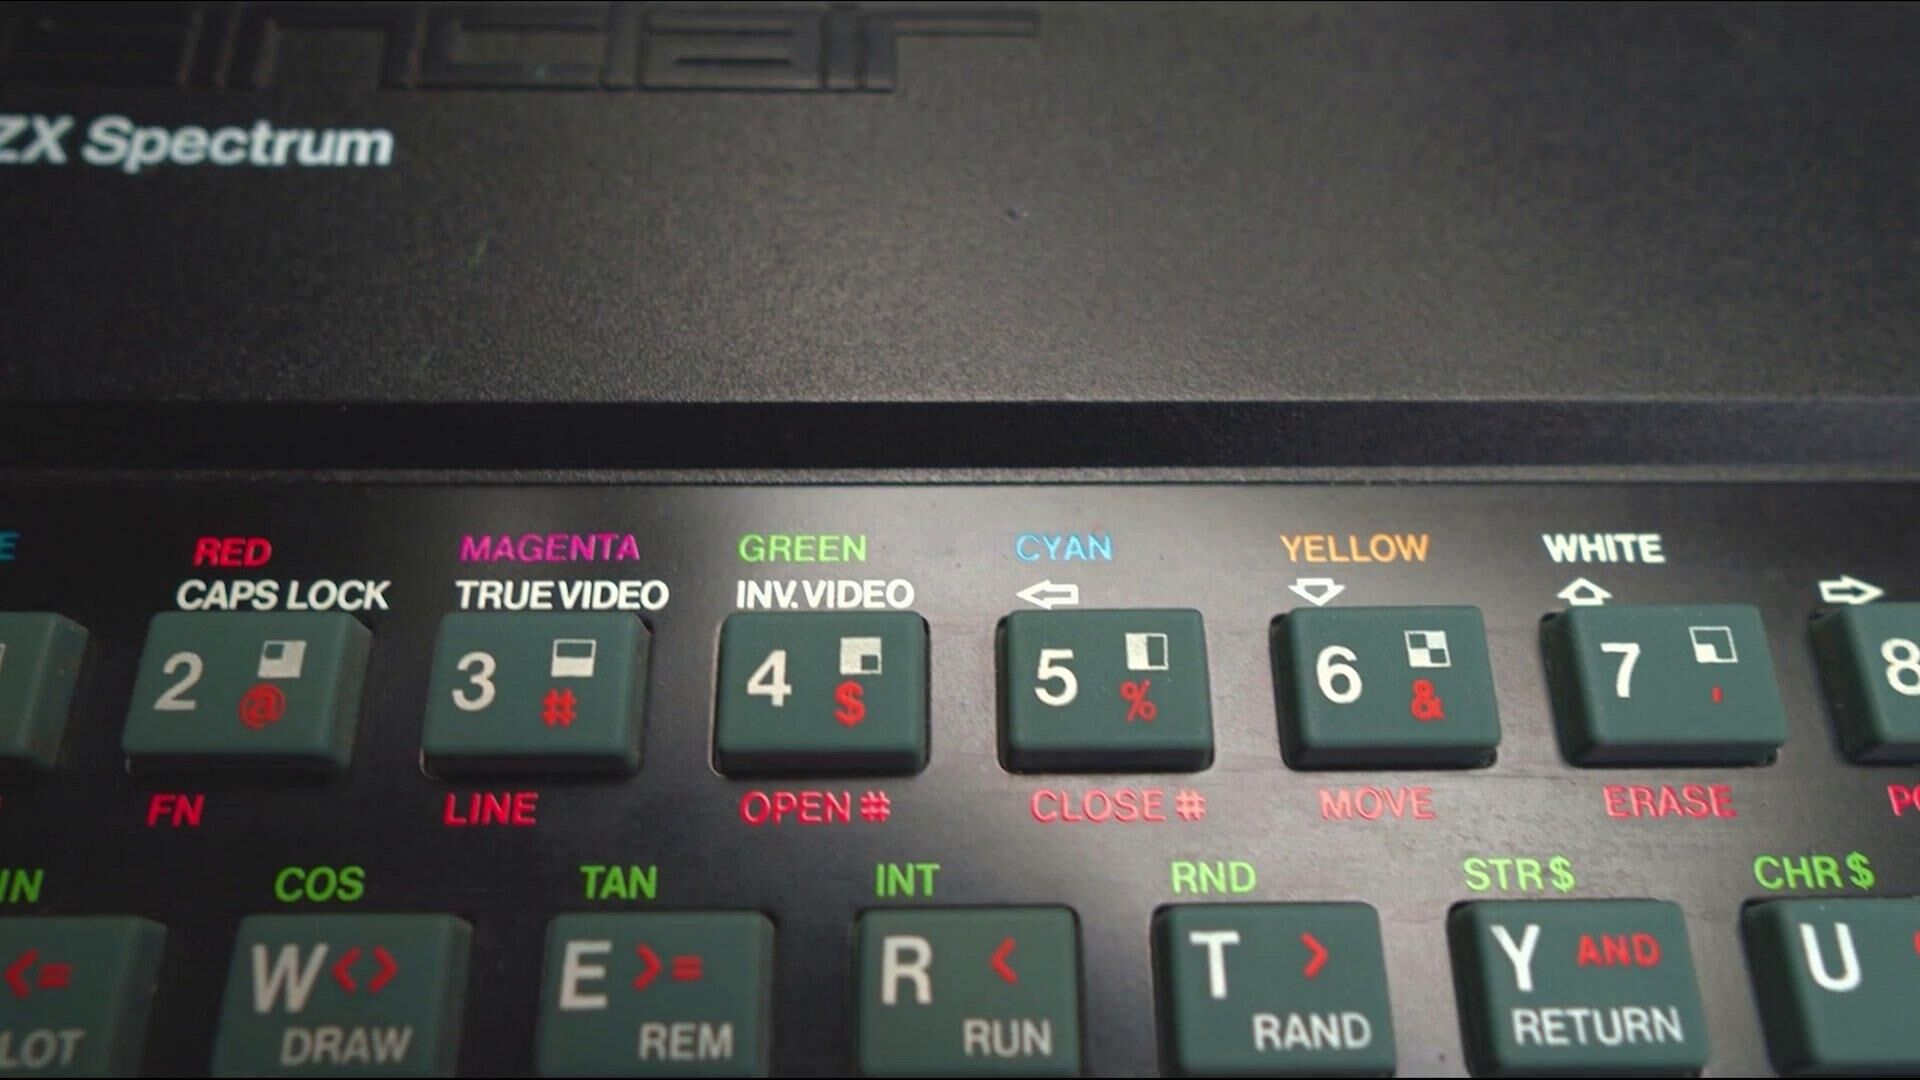 sinclair
ZX Spectrum
RED MAGENTA GREEN CYAN YELLOW WHITE
CAPS LOCK TRUE VIDEO INV. VIDEO
2 3 4 5 6 7 8
@ # $ % & '
FN LINE OPEN # CLOSE # MOVE ERASE
COS TAN INT RND STR $ CHR $
<= W <> E >= R < T > Y AND U
DRAW REM RUN RAND RETURN